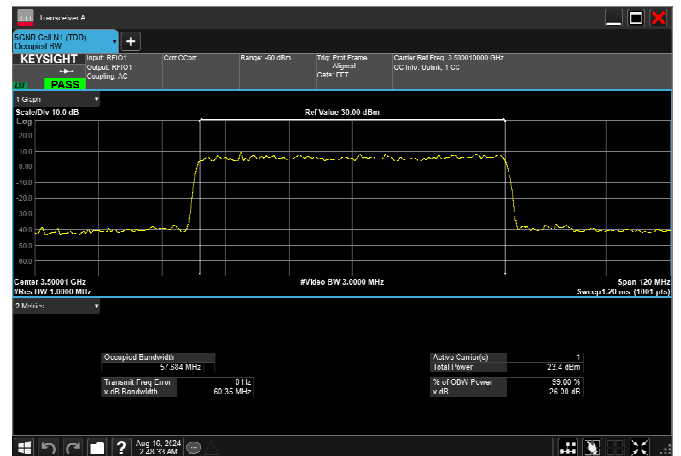 Transceiver A
5GNR Cell N1 (TDD)
Occupied BW
KEYSIGHT
Input: RFIO1
Output: RFIO1
Coupling: AC
Corr CCorr
Range: -60 dBm
Trig: Prdt Frame
Aligned
Gate: FFT
Carrier Ref Freq: 3.500010000 GHz
CC Info: Uplink, 1 CC
PASS
1 Graph
Scale/Div 10.0 dB
Ref Value 30.00 dBm
Log
20.0
10.0
0.00
-10.0
-20.0
-30.0
-40.0
-50.0
-60.0
Center 3.50001 GHz
#Video BW 3.0000 MHz
Span 120 MHz
#Res BW 1.0000 MHz
Sweep 1.20 ms (1001 pts)
2 Metrics
Occupied Bandwidth
57.684 MHz
Active Carrier(s) 1
Total Power 23.4 dBm
Transmit Freq Error 0 Hz
x dB Bandwidth 60.35 MHz
% of OBW Power 99.00 %
x dB -26.00 dB
Aug 16, 2024
2:48:33 AM